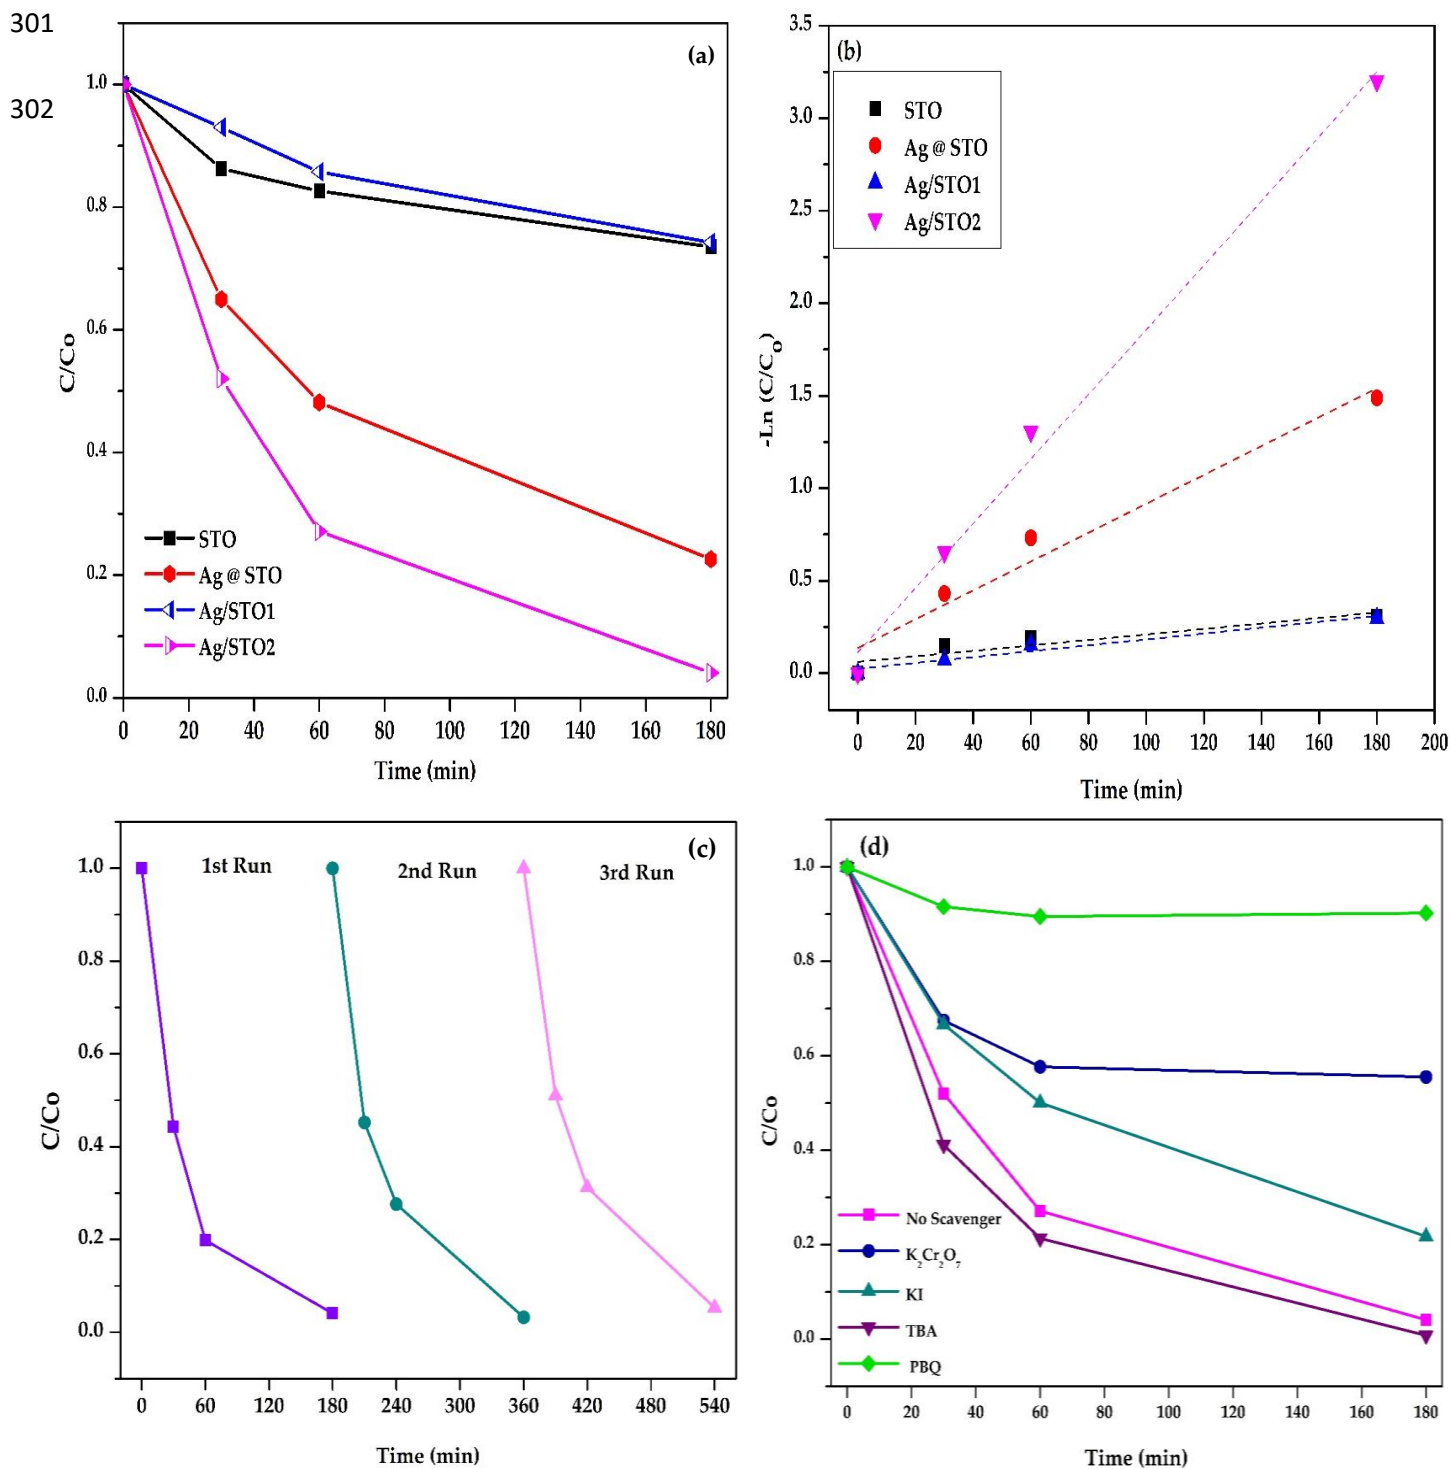 301
302
(a)
1.0
0.8
0.6
0.4
0.2
0.0
C/Co
STO
Ag @ STO
Ag/STO1
Ag/STO2
0 20 40 60 80 100 120 140 160 180
Time (min)
(b)
3.5
3.0
2.5
2.0
1.5
1.0
0.5
0.0
-Ln (C/Co)
STO
Ag @ STO
Ag/STO1
Ag/STO2
0 20 40 60 80 100 120 140 160 180 200
Time (min)
(c)
1st Run
2nd Run
3rd Run
1.0
0.8
0.6
0.4
0.2
0.0
C/Co
0 60 120 180 240 300 360 420 480 540
Time (min)
(d)
1.0
0.8
0.6
0.4
0.2
0.0
C/Co
No Scavenger
K2Cr2O7
KI
TBA
PBQ
0 20 40 60 80 100 120 140 160 180
Time (min)